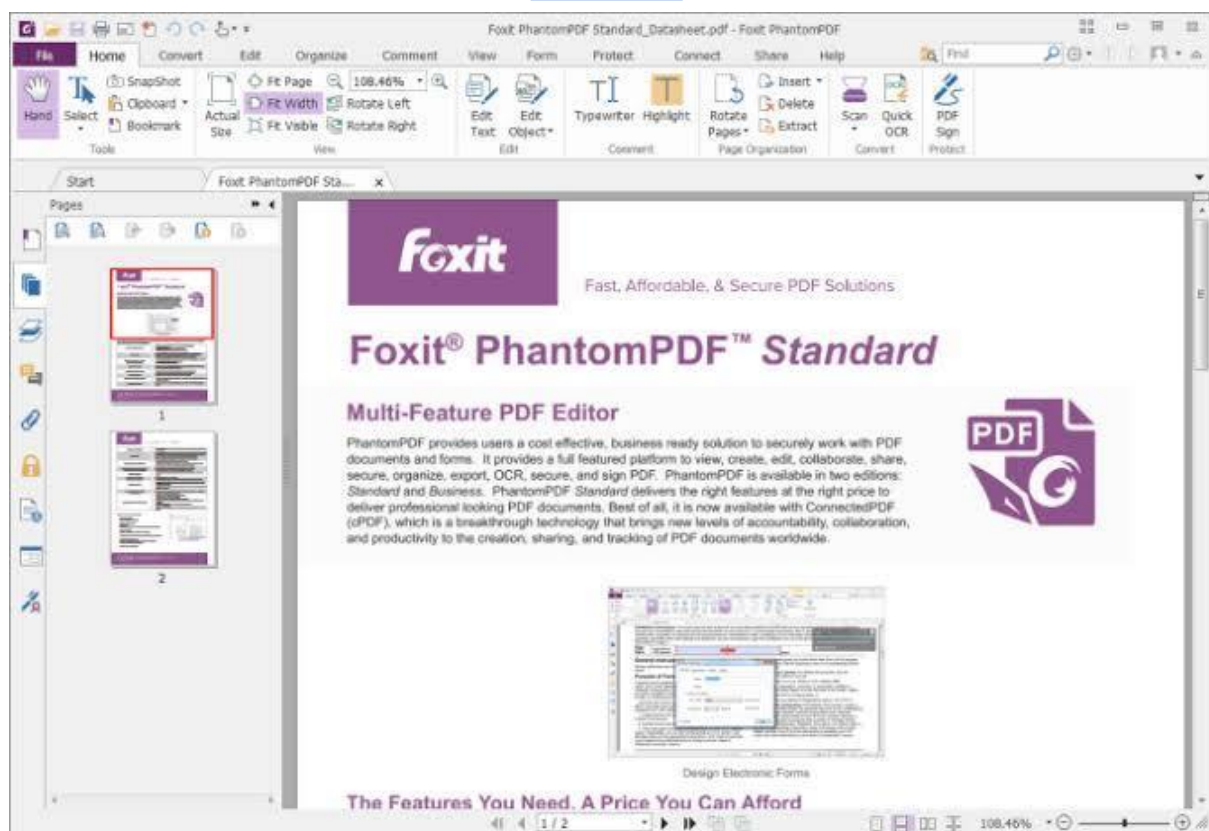 Foxit PhantomPDF Standard_Datasheet.pdf - Foxit PhantomPDF
File Home Convert Edit Organize Comment View Form Protect Connect Share Help Find
Hand
Select
SnapShot
Clipboard
Bookmark
Tools
Actual Size
Fit Page
Fit Width
Fit Visible
108.46%
Rotate Left
Rotate Right
View
Edit Text
Edit Object
Edit
Typewriter
Highlight
Comment
Rotate Pages
Insert
Delete
Extract
Page Organization
Scan
Quick OCR
Convert
PDF Sign
Protect
Start
Foxit PhantomPDF Sta... x
Pages
1
2
Foxit
Fast, Affordable, & Secure PDF Solutions
Foxit® PhantomPDF™ Standard
Multi-Feature PDF Editor
PDF
PhantomPDF provides users a cost effective, business ready solution to securely work with PDF
documents and forms. It provides a full featured platform to view, create, edit, collaborate, share,
secure, organize, export, OCR, secure, and sign PDF. PhantomPDF is available in two editions:
Standard and Business. PhantomPDF Standard delivers the right features at the right price to
deliver professional looking PDF documents. Best of all, it is now available with ConnectedPDF
(cPDF), which is a breakthrough technology that brings new levels of accountability, collaboration,
and productivity to the creation, sharing, and tracking of PDF documents worldwide.
Design Electronic Forms
The Features You Need. A Price You Can Afford
1 / 2
108.46%